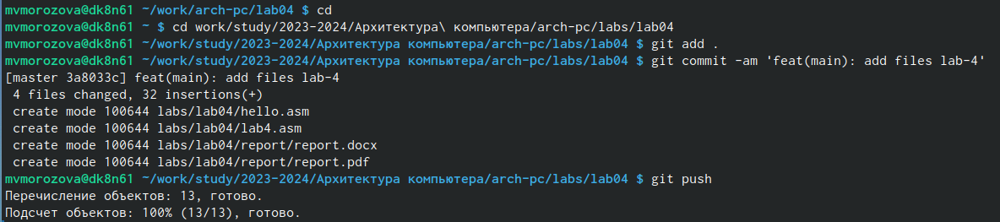 mvmorozova@dk8n61 ~/work/arch-pc/lab04 $ cd
mvmorozova@dk8n61 ~ $ cd work/study/2023-2024/Архитектура\ компьютера/arch-pc/labs/lab04
mvmorozova@dk8n61 ~/work/study/2023-2024/Архитектура компьютера/arch-pc/labs/lab04 $ git add .
mvmorozova@dk8n61 ~/work/study/2023-2024/Архитектура компьютера/arch-pc/labs/lab04 $ git commit -am 'feat(main): add files lab-4'
[master 3a8033c] feat(main): add files lab-4
 4 files changed, 32 insertions(+)
 create mode 100644 labs/lab04/hello.asm
 create mode 100644 labs/lab04/lab4.asm
 create mode 100644 labs/lab04/report/report.docx
 create mode 100644 labs/lab04/report/report.pdf
mvmorozova@dk8n61 ~/work/study/2023-2024/Архитектура компьютера/arch-pc/labs/lab04 $ git push
Перечисление объектов: 13, готово.
Подсчет объектов: 100% (13/13), готово.